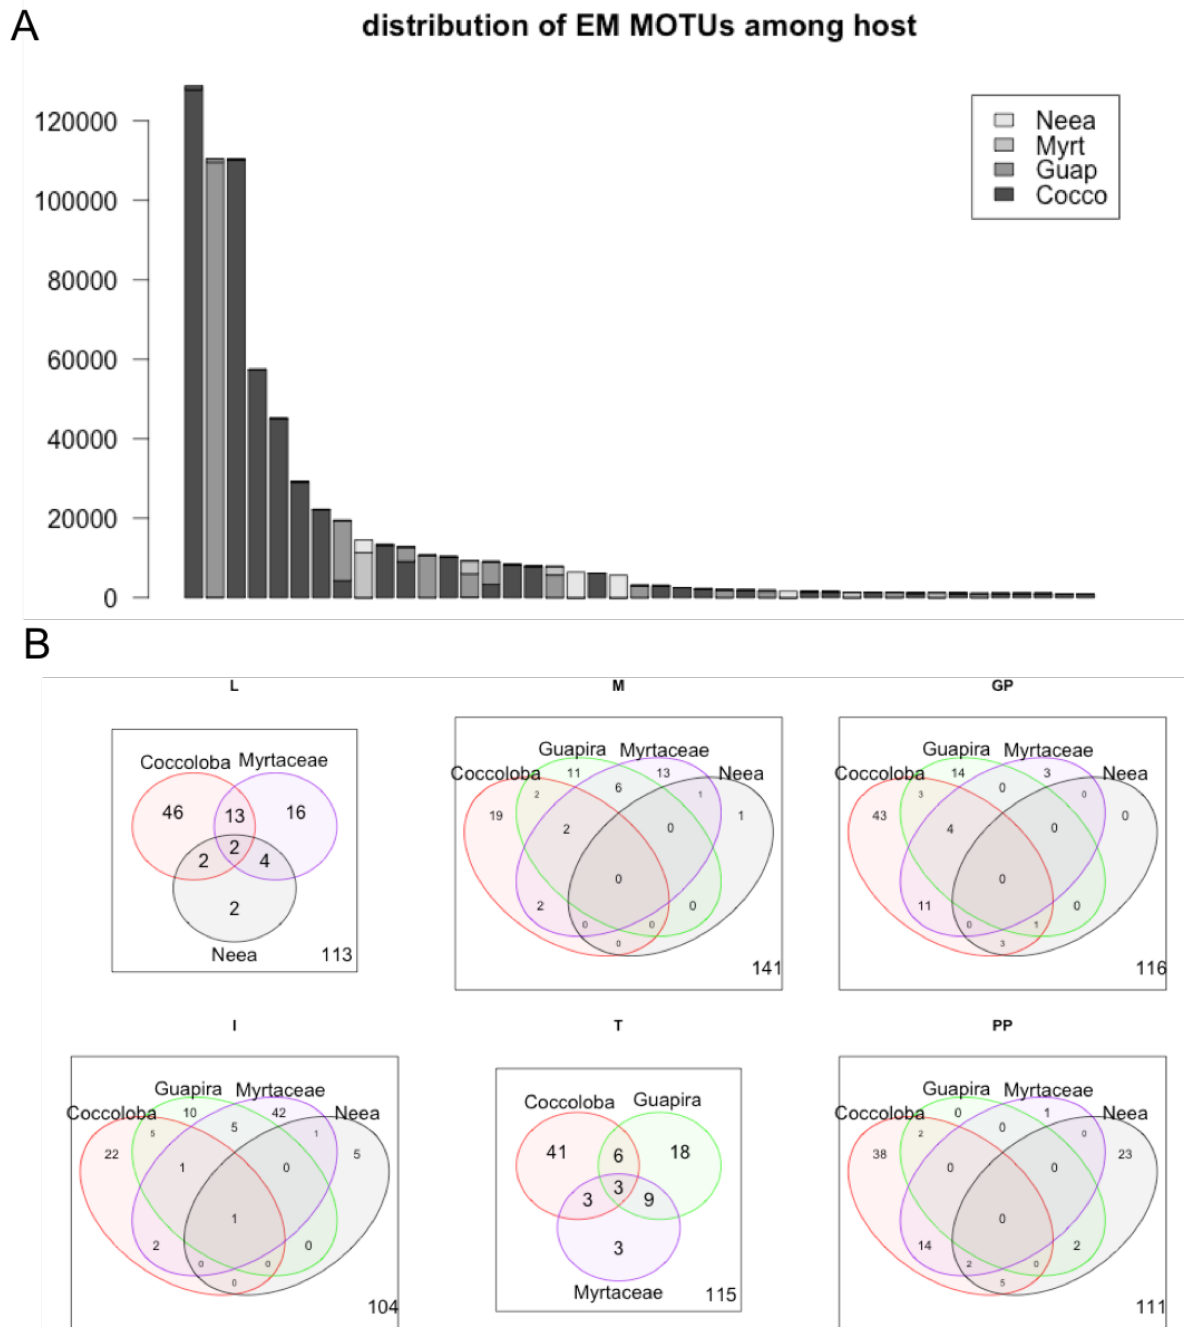 A
distribution of EM MOTUs among host
120000
100000
80000
60000
40000
20000
0
Neea
Myrt
Guap
Cocco
B
L
Coccoloba Myrtaceae
46 13 16
2 2 4
2
Neea 113
M
Guapira Myrtaceae
Coccoloba Neea
11 13
2 6 1
19 1
2 0
0
2 0
0 0
0
141
GP
Guapira Myrtaceae
Coccoloba Neea
14 3
3 0 0
43 0
4 0
0
11 0
0 1
3
116
I
Guapira Myrtaceae
Coccoloba Neea
10 42
5 5 1
22 5
1 0
1
2 0
0 0
0
104
T
Coccoloba Guapira
41 6 18
3 3 9
3
Myrtaceae 115
PP
Guapira Myrtaceae
Coccoloba Neea
0 1
2 0 0
38 23
0 0
0
14 2
2 0
5
111